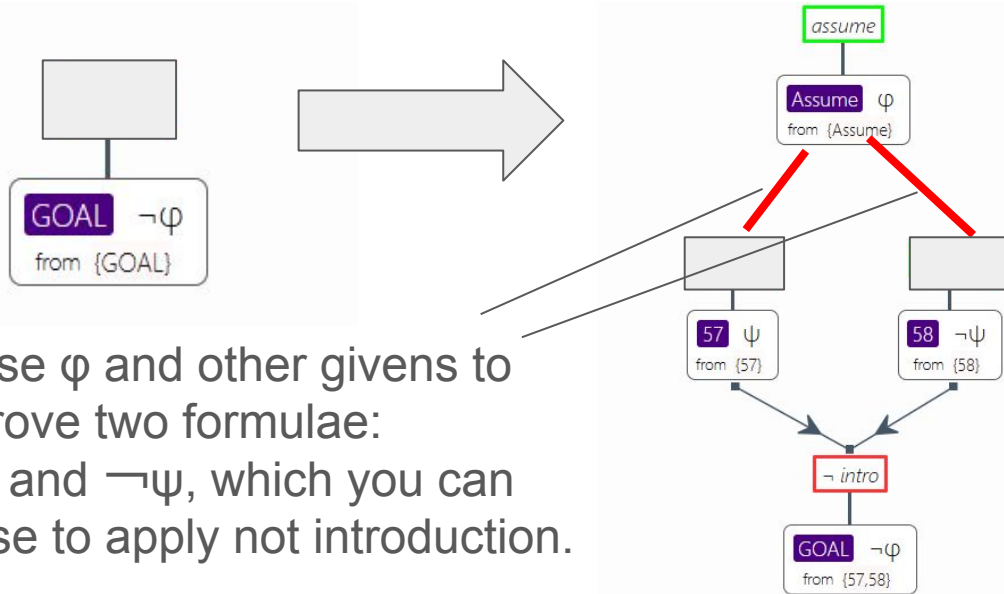 assume
Assume φ
from {Assume}
GOAL ¬φ
from {GOAL}
57 ψ
from {57}
58 ¬ψ
from {58}
se φ and other givens to
rove two formulae:
and ¬ψ, which you can
se to apply not introduction.
¬ intro
GOAL ¬φ
from {57,58}